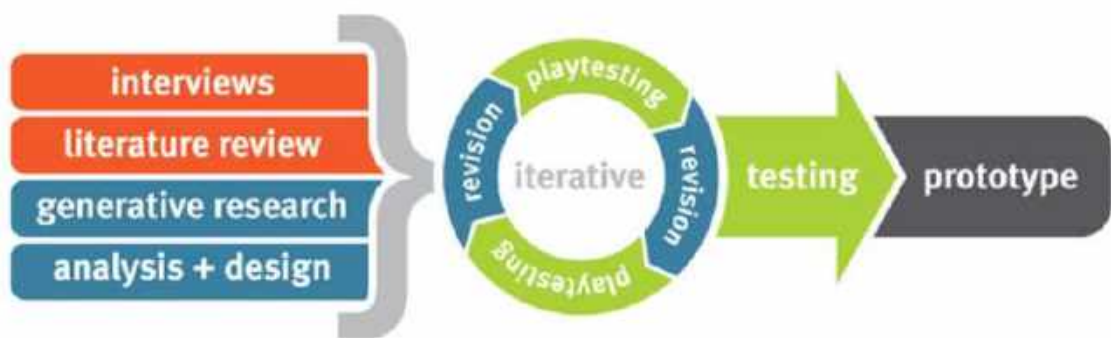 interviews
literature review
generative research
analysis + design
playtesting
revision
playtesting
revision
iterative
testing
prototype